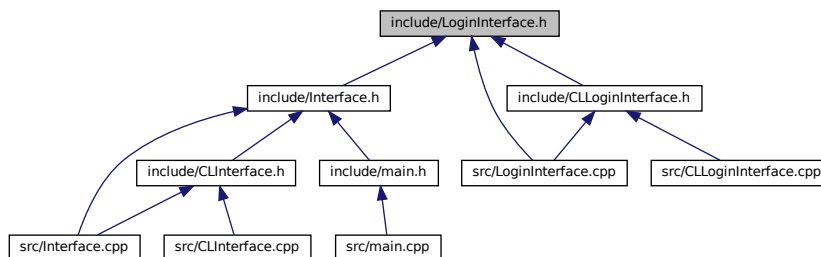 include/LoginInterface.h
include/Interface.h
include/CLLoginInterface.h
include/CLInterface.h
include/main.h
src/LoginInterface.cpp
src/CLLoginInterface.cpp
src/Interface.cpp
src/CLInterface.cpp
src/main.cpp